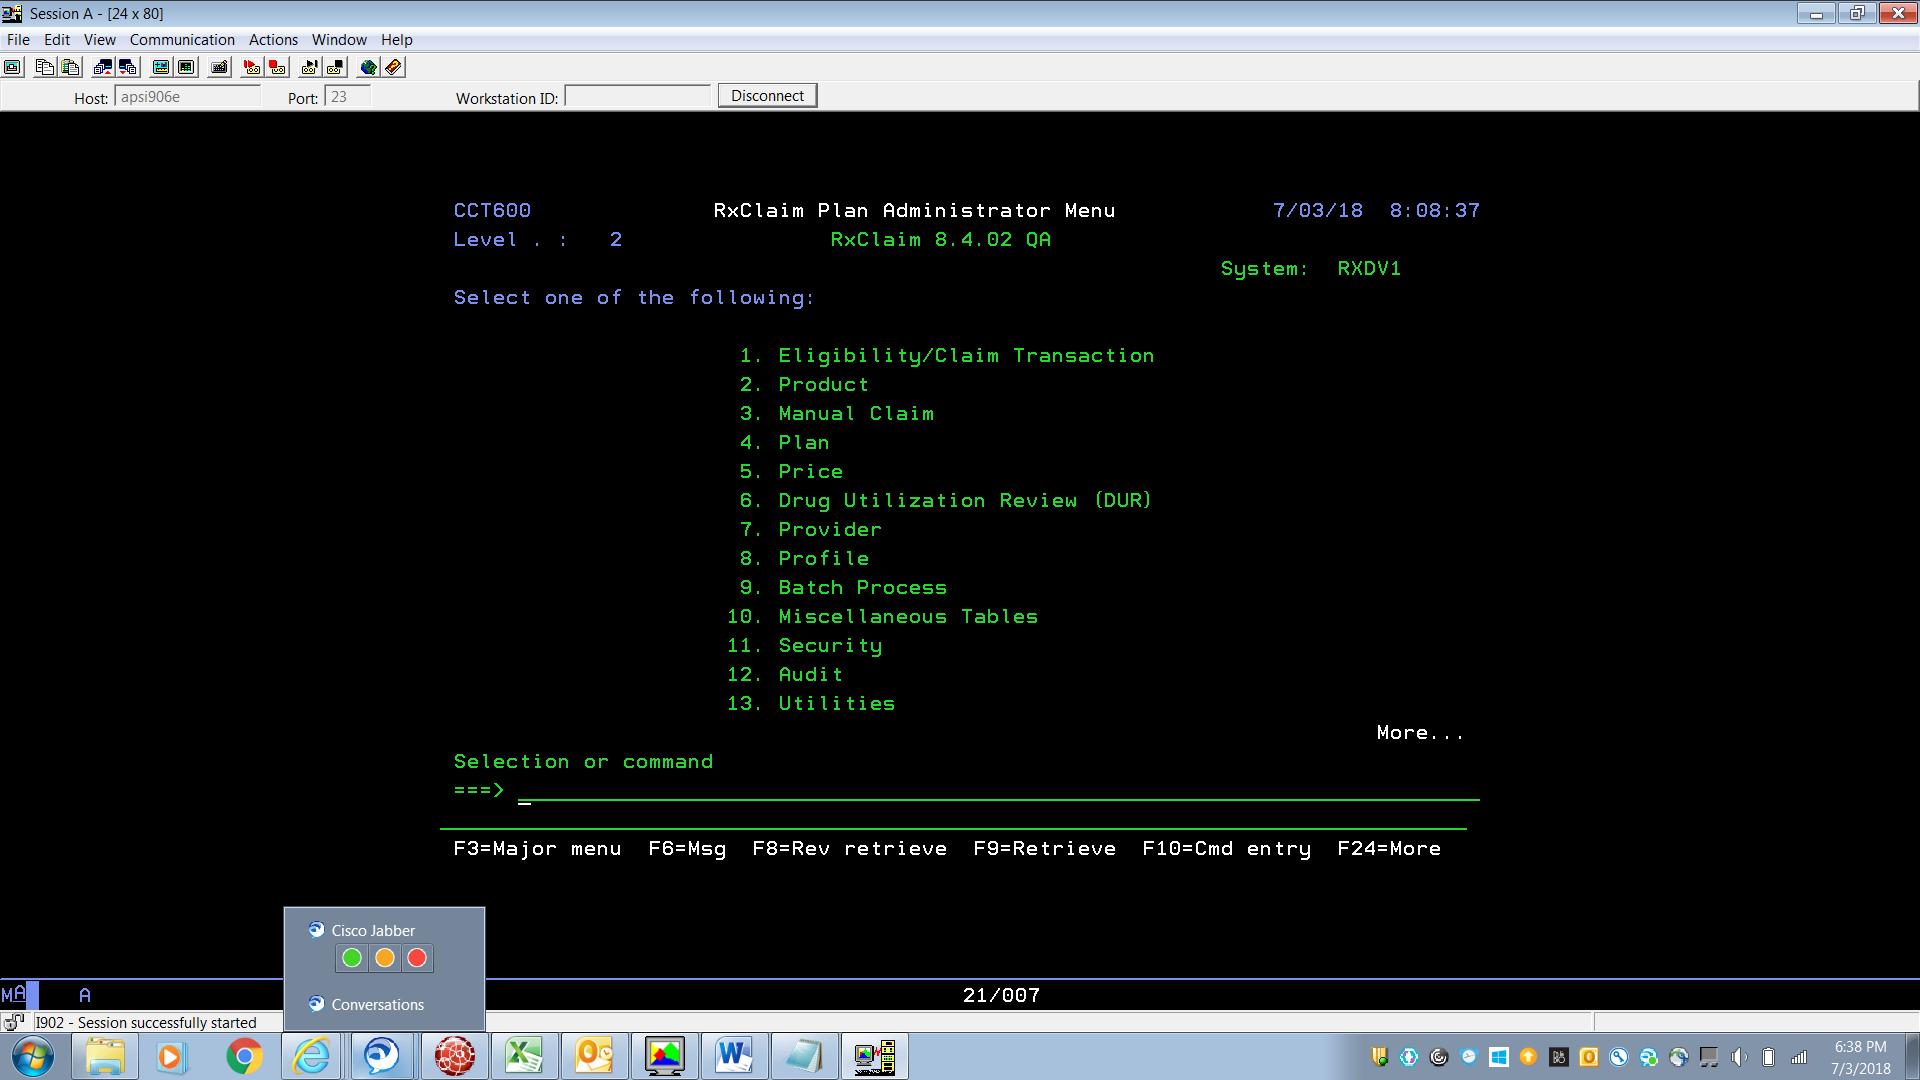 Session A - [24 x 80]
File Edit View Communication Actions Window Help
Host: apsi906e Port: 23 Workstation ID: Disconnect
CCT600 RxClaim Plan Administrator Menu 7/03/18 8:08:37
Level . : 2 RxClaim 8.4.02 QA
System: RXDV1
Select one of the following:
1. Eligibility/Claim Transaction
2. Product
3. Manual Claim
4. Plan
5. Price
6. Drug Utilization Review (DUR)
7. Provider
8. Profile
9. Batch Process
10. Miscellaneous Tables
11. Security
12. Audit
13. Utilities
More...
Selection or command
===>
F3=Major menu F6=Msg F8=Rev retrieve F9=Retrieve F10=Cmd entry F24=More
Cisco Jabber
Conversations
MA A 21/007
I902 - Session successfully started
6:38 PM
7/3/2018